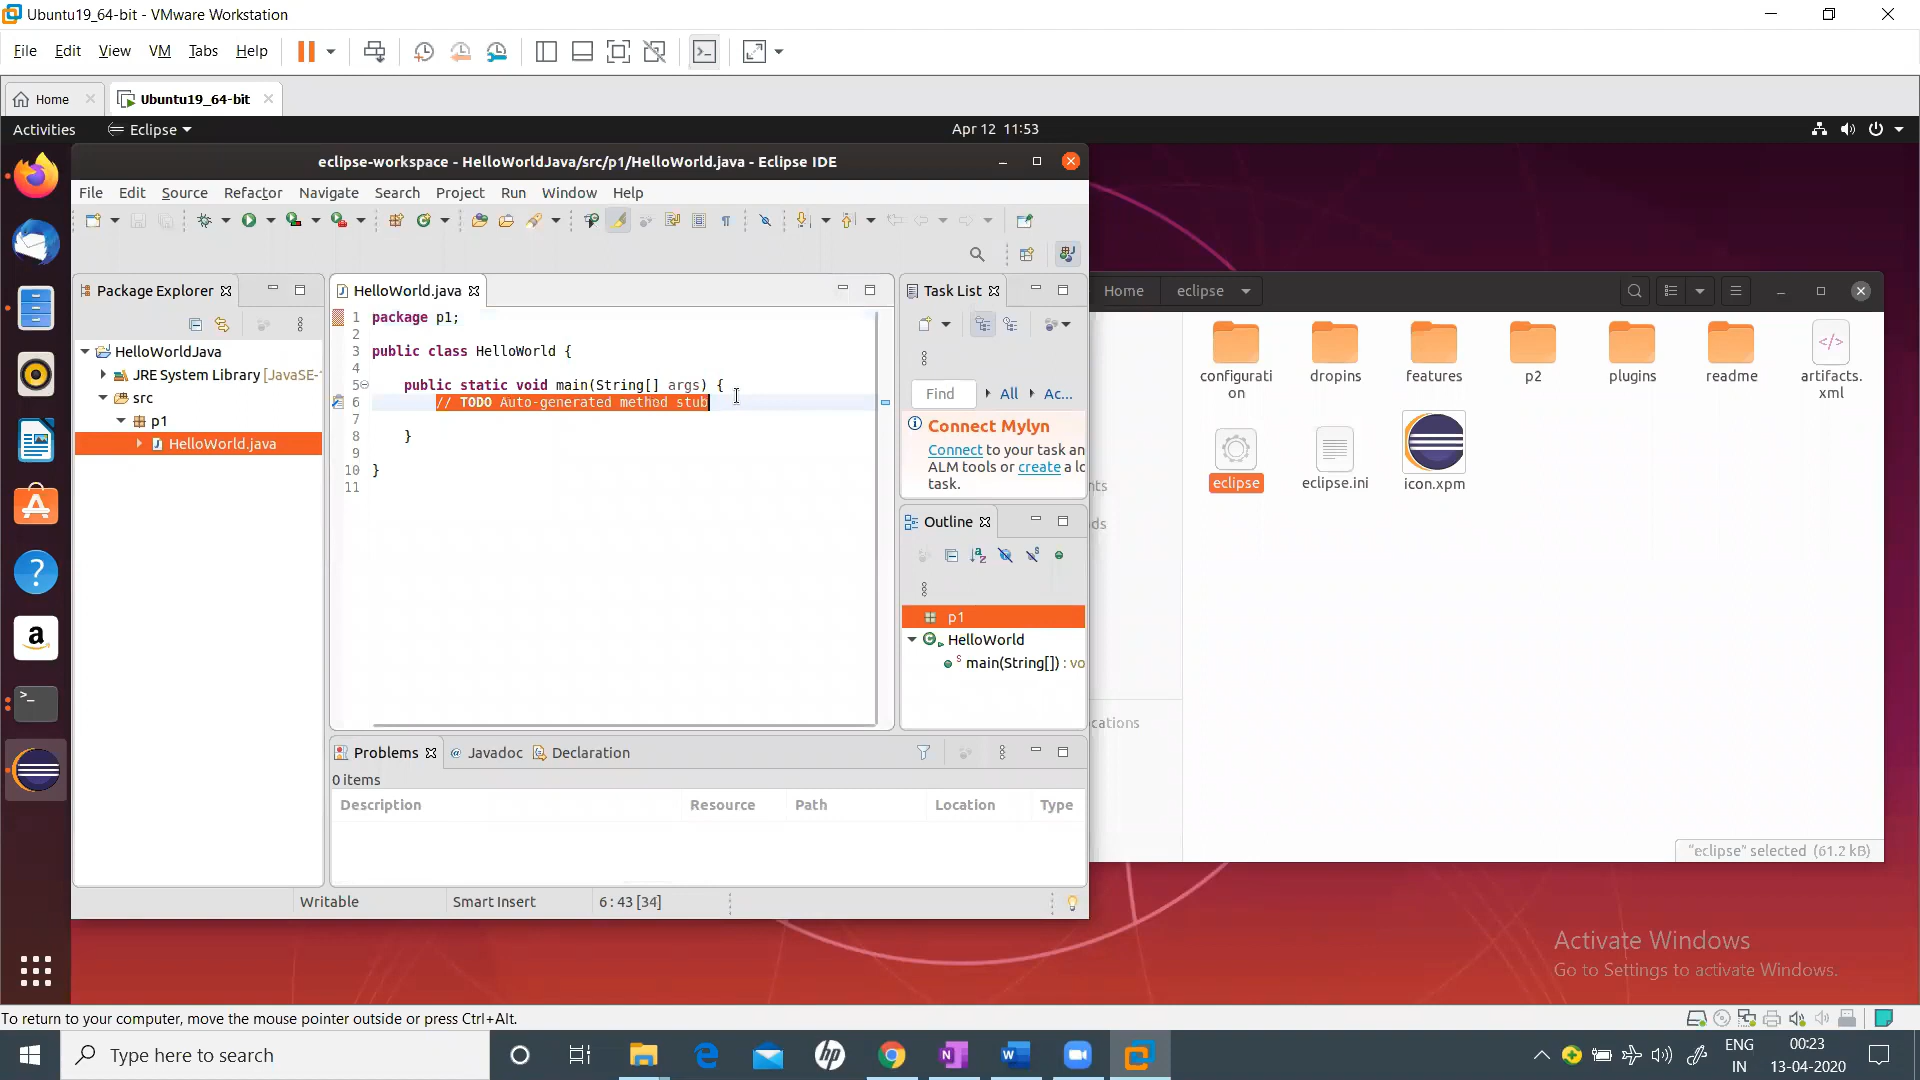 Ubuntu19_64-bit - VMware Workstation
File Edit View VM Tabs Help
Home
Ubuntu19_64-bit
Activities
Eclipse
Apr 12 11:53
eclipse-workspace - HelloWorldJava/src/p1/HelloWorld.java - Eclipse IDE
File Edit Source Refactor Navigate Search Project Run Window Help
Package Explorer
HelloWorldJava
JRE System Library [JavaSE-1
src
p1
HelloWorld.java
HelloWorld.java
1 package p1;
2
3 public class HelloWorld {
4
5 public static void main(String[] args) {
6 // TODO Auto-generated method stub
7
8 }
9
10 }
11
Task List
Find
All
Ac...
Connect Mylyn
Connect to your task an
ALM tools or create a lo
task.
Outline
p1
HelloWorld
main(String[]) : vo
Problems
@ Javadoc
Declaration
0 items
Description Resource Path Location Type
Writable
Smart Insert
6 : 43 [34]
Home
eclipse
configurati
on
dropins
features
p2
plugins
readme
artifacts.
xml
eclipse
eclipse.ini
icon.xpm
nts
ds
cations
"eclipse" selected (61.2 kB)
Activate Windows
Go to Settings to activate Windows.
To return to your computer, move the mouse pointer outside or press Ctrl+Alt.
Type here to search
ENG
IN
00:23
13-04-2020